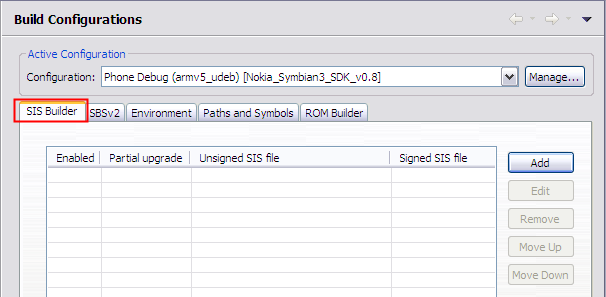 Build Configurations
Active Configuration
Configuration: Phone Debug (armv5_udeb) [Nokia_Symbian3_SDK_v0.8] Manage...
SIS Builder SBSv2 Environment Paths and Symbols ROM Builder
Enabled Partial upgrade Unsigned SIS file Signed SIS file
Add
Edit
Remove
Move Up
Move Down